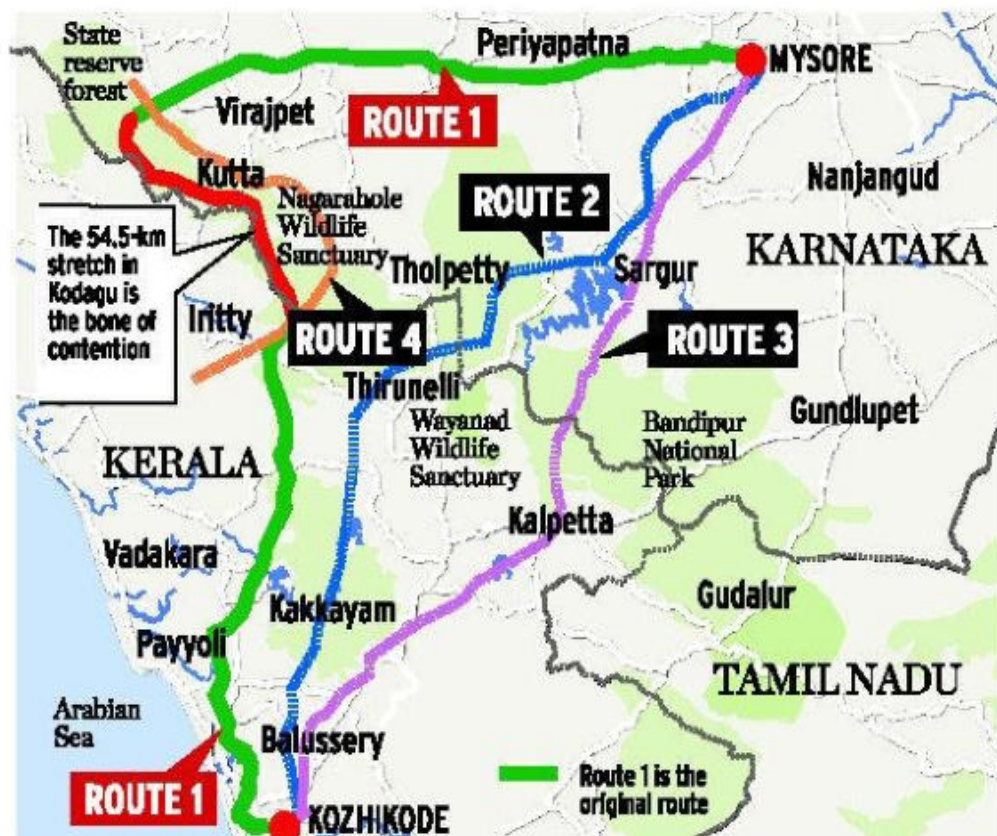 State
reserve
forest
Periyapatna
MYSORE
ROUTE 1
Virajpet
Kutta
Nagarahole
Wildlife
Sanctuary
ROUTE 2
Nanjangud
KARNATAKA
The 54.5-km
stretch in
Kodagu is
the bone of
contention
Tholpetty
Sargur
Iritty
ROUTE 4
ROUTE 3
Thirunelli
Wayanad
Wildlife
Sanctuary
Bandipur
National
Park
Gundlupet
KERALA
Kalpetta
Vadakara
Kakkayam
Gudalur
Payyoli
TAMIL NADU
Arabian
Sea
Balussery
ROUTE 1
KOZHIKODE
Route 1 is the
original route